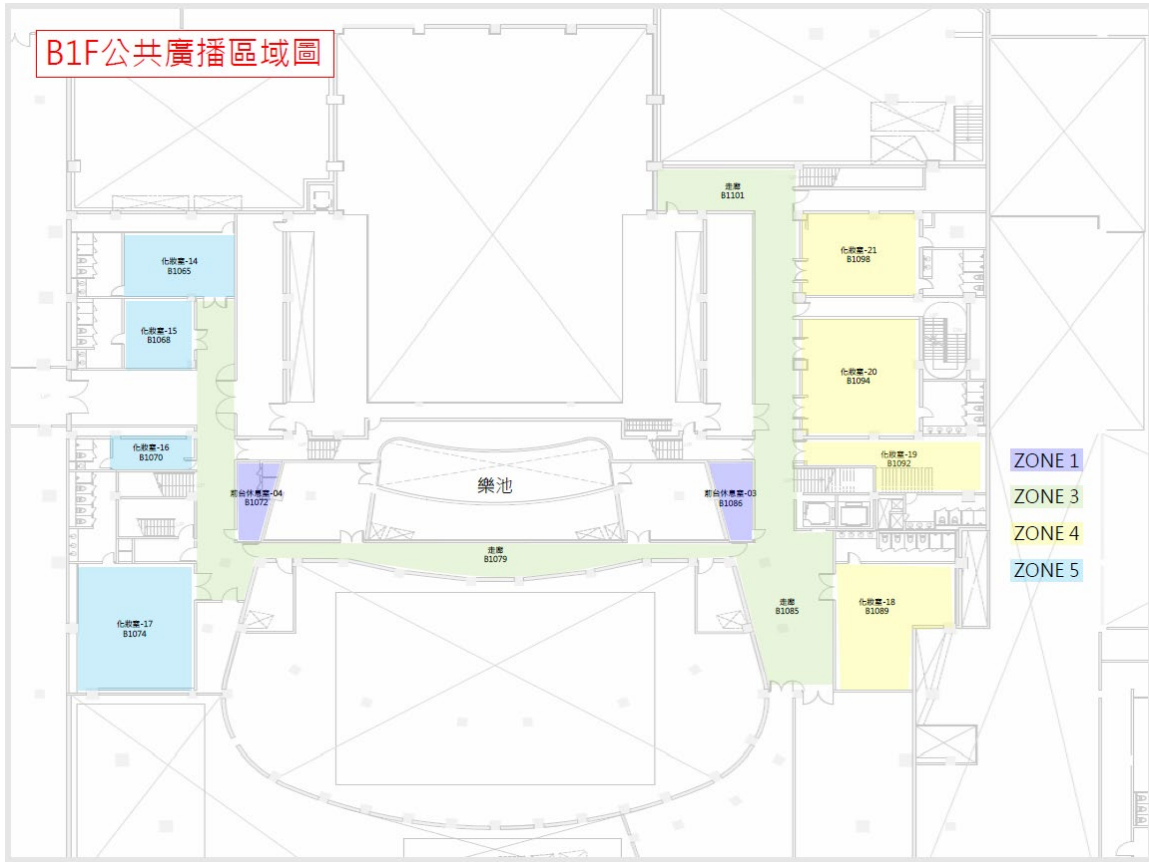 B1F公共廣播區域圖
走廊
B1101
化妝室-14
B1065
化妝室-21
B1098
化妝室-15
B1068
化妝室-20
B1094
化妝室-16
B1070
化妝室-19
B1092
ZONE 1
前台休息室-04
B1072
樂池
前台休息室-03
B1086
ZONE 3
ZONE 4
走廊
B1079
ZONE 5
化妝室-17
B1074
走廊
B1085
化妝室-18
B1089